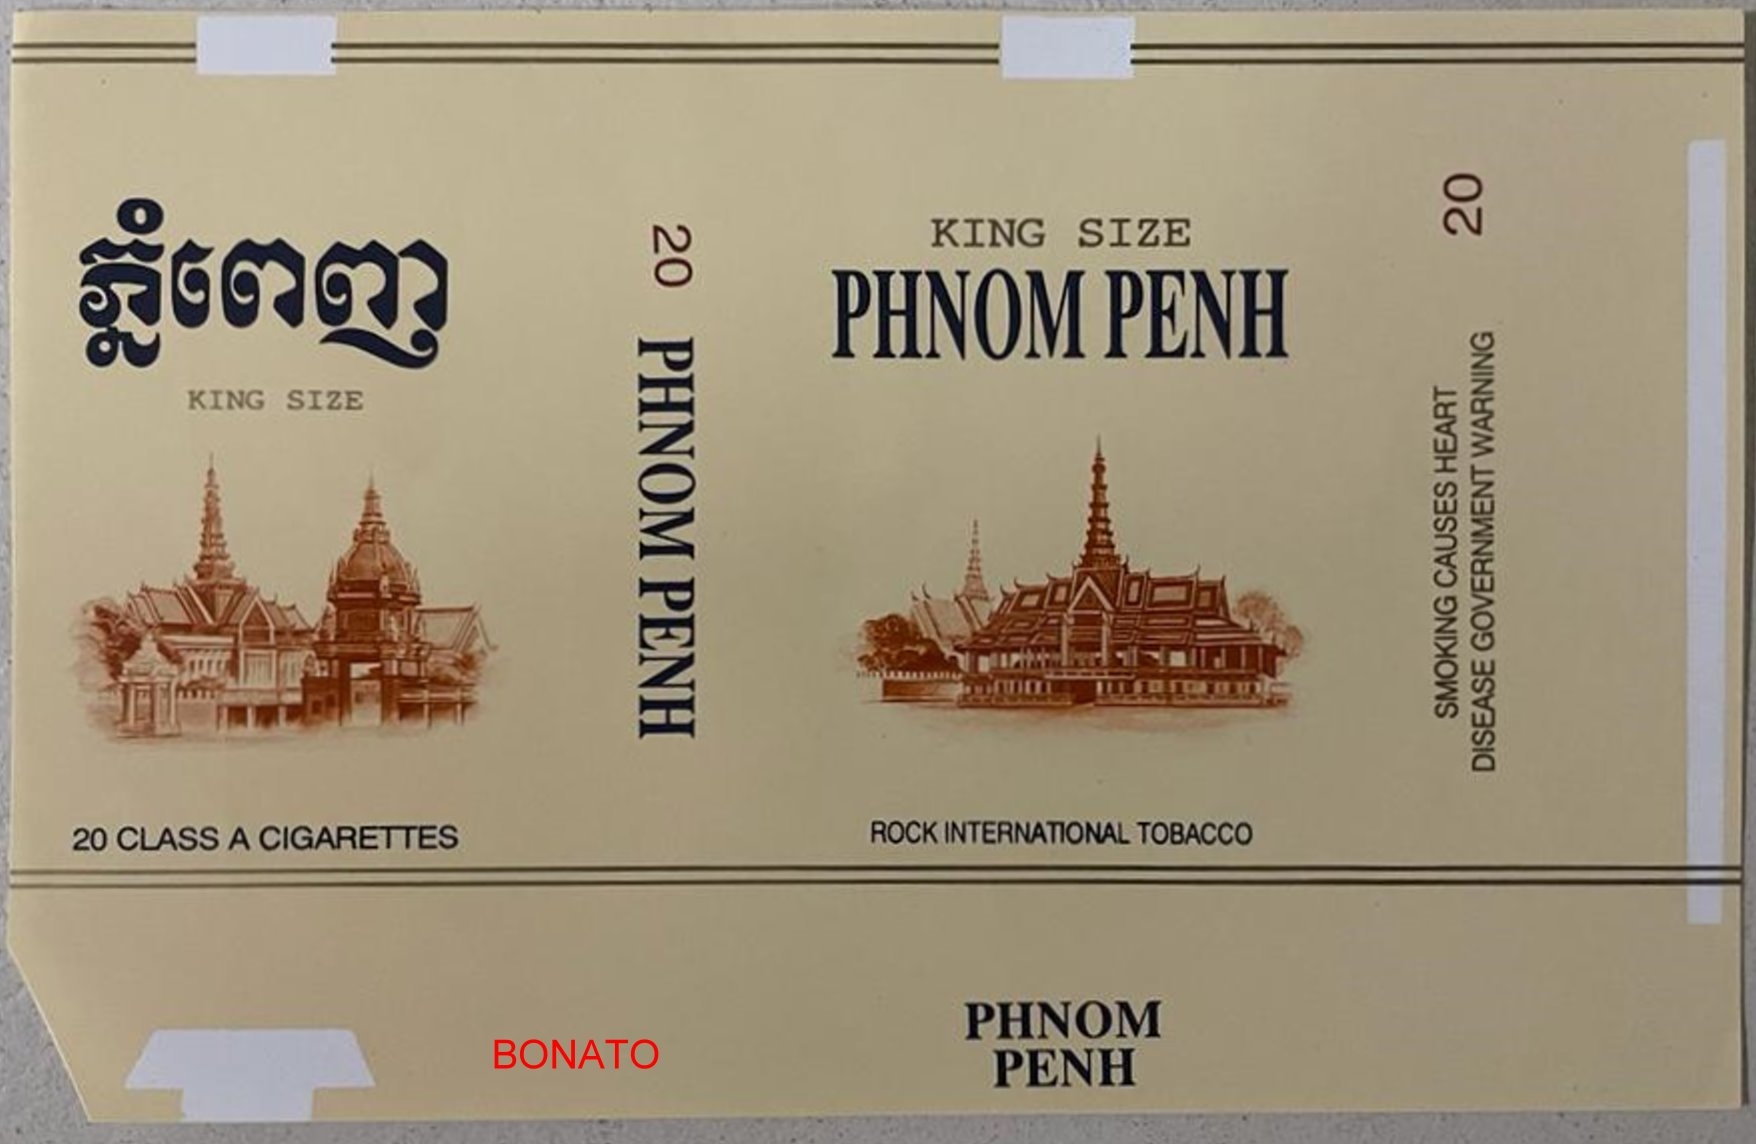 ភ្នំពេញ
KING SIZE
20 CLASS A CIGARETTES
20 PHNOM PENH
KING SIZE
PHNOM PENH
ROCK INTERNATIONAL TOBACCO
20
SMOKING CAUSES HEART
DISEASE GOVERNMENT WARNING
BONATO
PHNOM
PENH